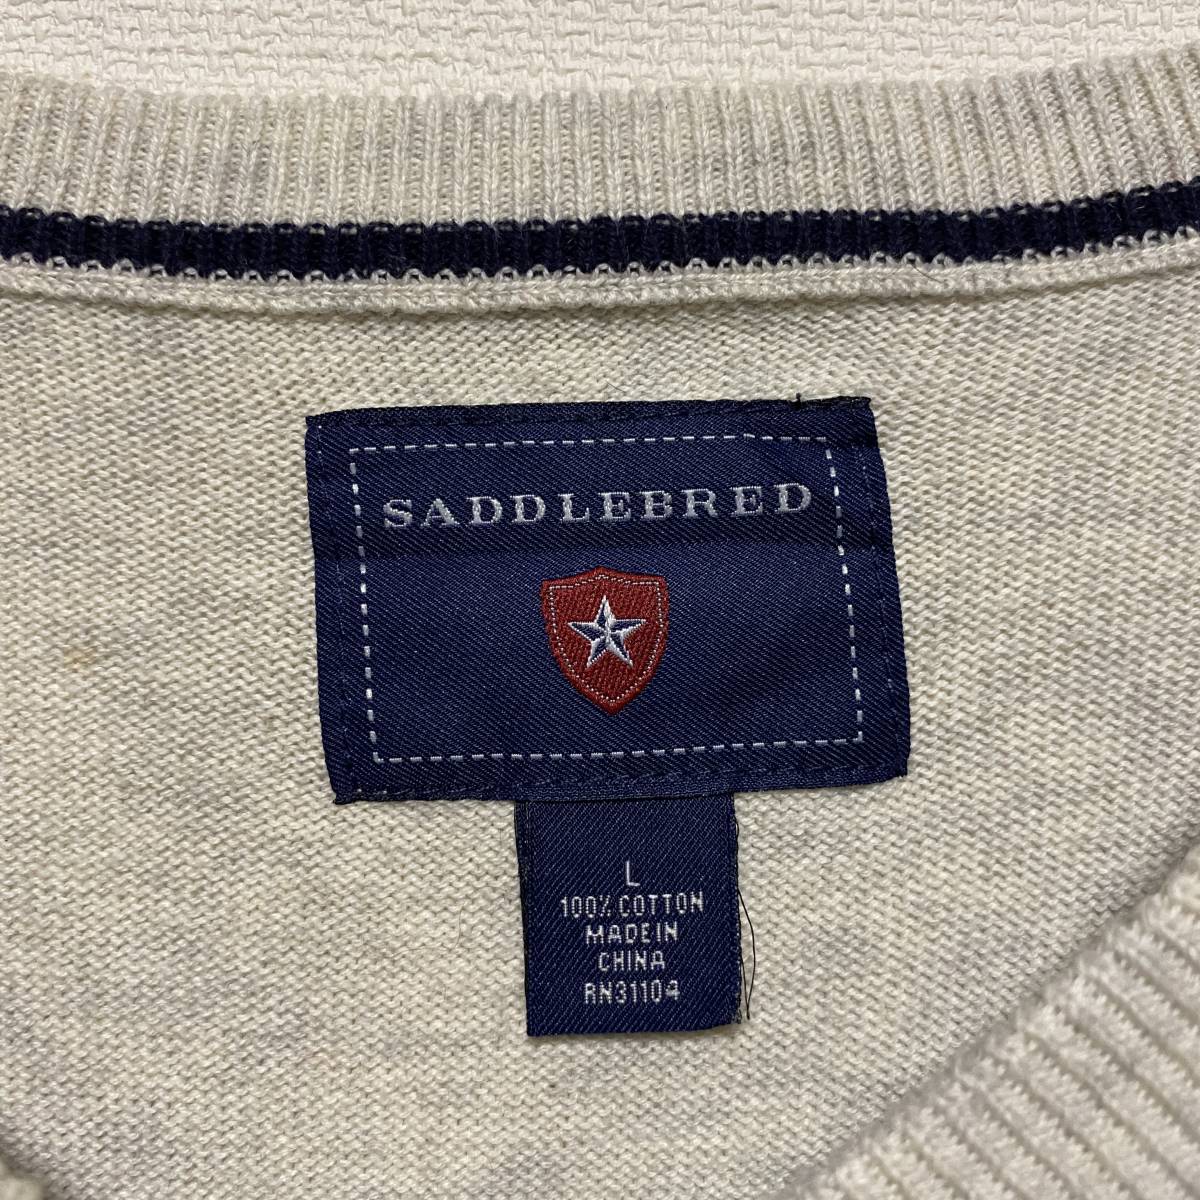 SADDLEBRED
L
100% COTTON
MADE IN
CHINA
RN31104